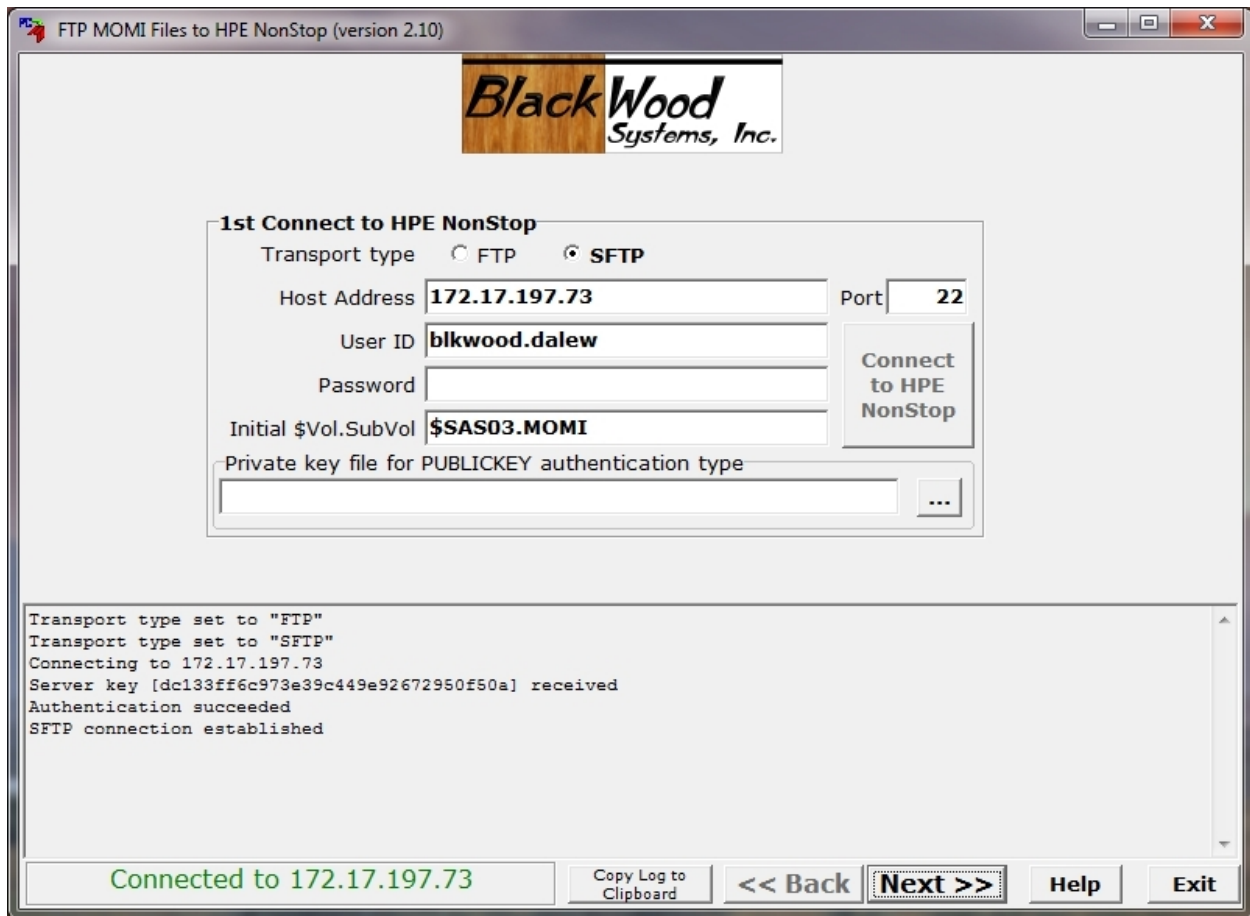 FTP MOMI Files to HPE NonStop (version 2.10)
BlackWood
Systems, Inc.
1st Connect to HPE NonStop
Transport type FTP SFTP
Host Address 172.17.197.73 Port 22
User ID blkwood.dalew
Password
Connect
to HPE
NonStop
Initial $Vol.SubVol $SAS03.MOMI
Private key file for PUBLICKEY authentication type
...
Transport type set to "FTP"
Transport type set to "SFTP"
Connecting to 172.17.197.73
Server key [dc133ff6c973e39c449e92672950f50a] received
Authentication succeeded
SFTP connection established
Connected to 172.17.197.73
Copy Log to
Clipboard
<< Back
Next >>
Help
Exit